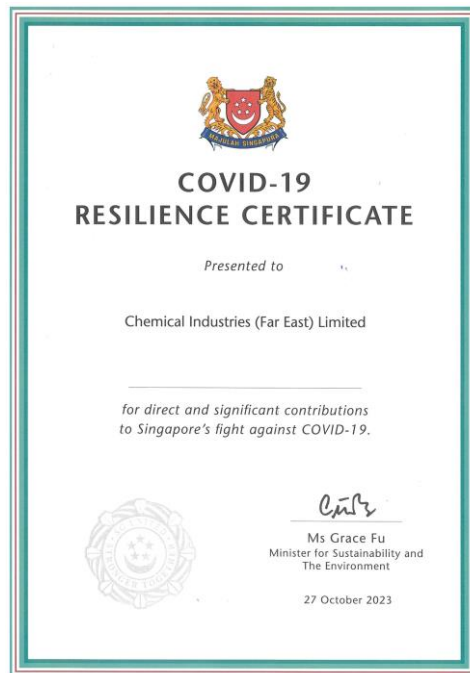 MAJULAH SINGAPURA
COVID-19
RESILIENCE CERTIFICATE
Presented to
Chemical Industries (Far East) Limited
for direct and significant contributions
to Singapore's fight against COVID-19.
Ms Grace Fu
Minister for Sustainability and
The Environment
27 October 2023